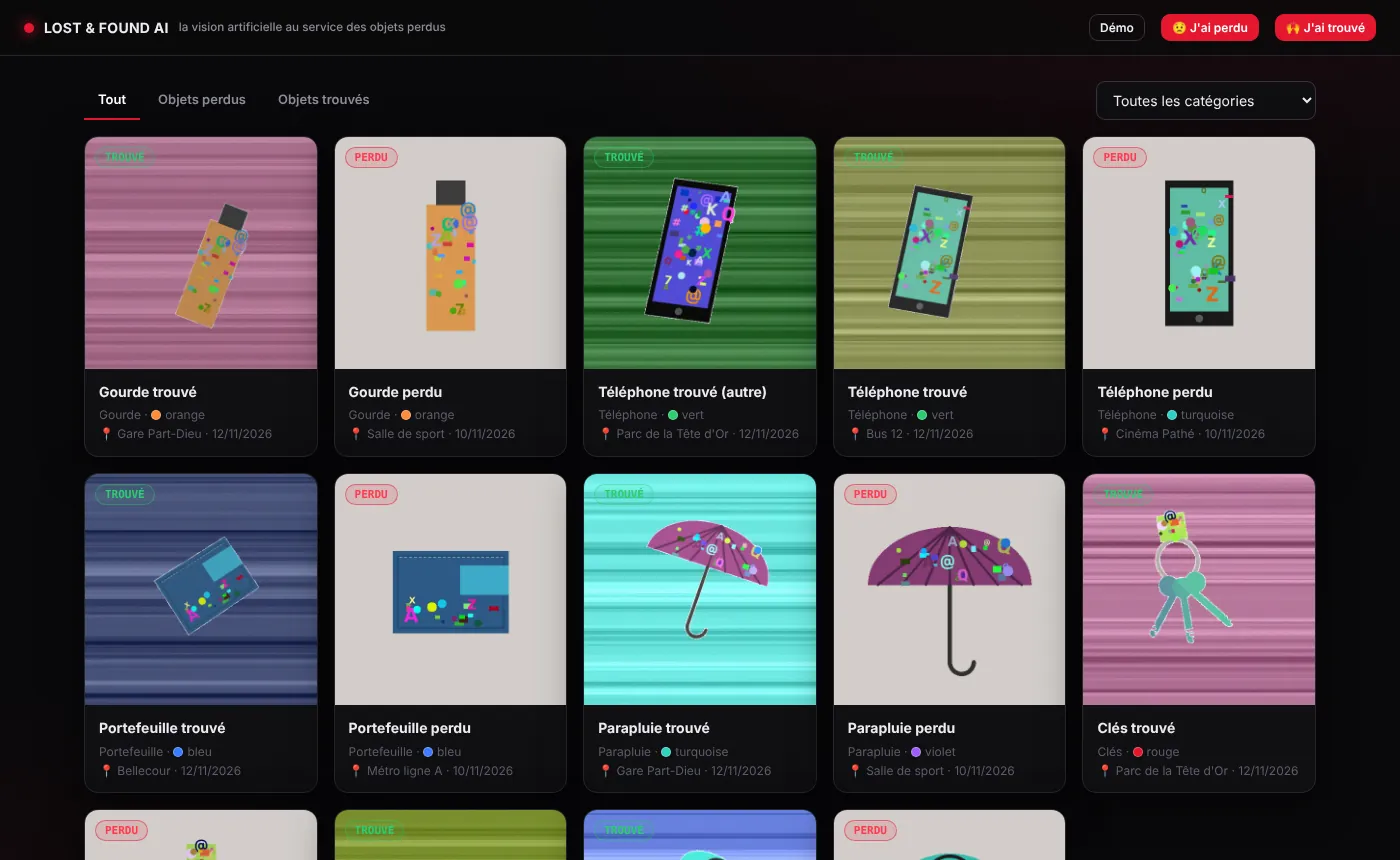 LOST & FOUND AI la vision artificielle au service des objets perdus
Démo
😟 J'ai perdu
🙌 J'ai trouvé
Tout
Objets perdus
Objets trouvés
Toutes les catégories
TROUVÉ
Gourde trouvé
Gourde · orange
📍 Gare Part-Dieu · 12/11/2026
PERDU
Gourde perdu
Gourde · orange
📍 Salle de sport · 10/11/2026
TROUVÉ
Téléphone trouvé (autre)
Téléphone · vert
📍 Parc de la Tête d'Or · 12/11/2026
TROUVÉ
Téléphone trouvé
Téléphone · vert
📍 Bus 12 · 12/11/2026
PERDU
Téléphone perdu
Téléphone · turquoise
📍 Cinéma Pathé · 10/11/2026
TROUVÉ
Portefeuille trouvé
Portefeuille · bleu
📍 Bellecour · 12/11/2026
PERDU
Portefeuille perdu
Portefeuille · bleu
📍 Métro ligne A · 10/11/2026
TROUVÉ
Parapluie trouvé
Parapluie · turquoise
📍 Gare Part-Dieu · 12/11/2026
PERDU
Parapluie perdu
Parapluie · violet
📍 Salle de sport · 10/11/2026
TROUVÉ
Clés trouvé
Clés · rouge
📍 Parc de la Tête d'Or · 12/11/2026
PERDU
TROUVÉ
TROUVÉ
PERDU